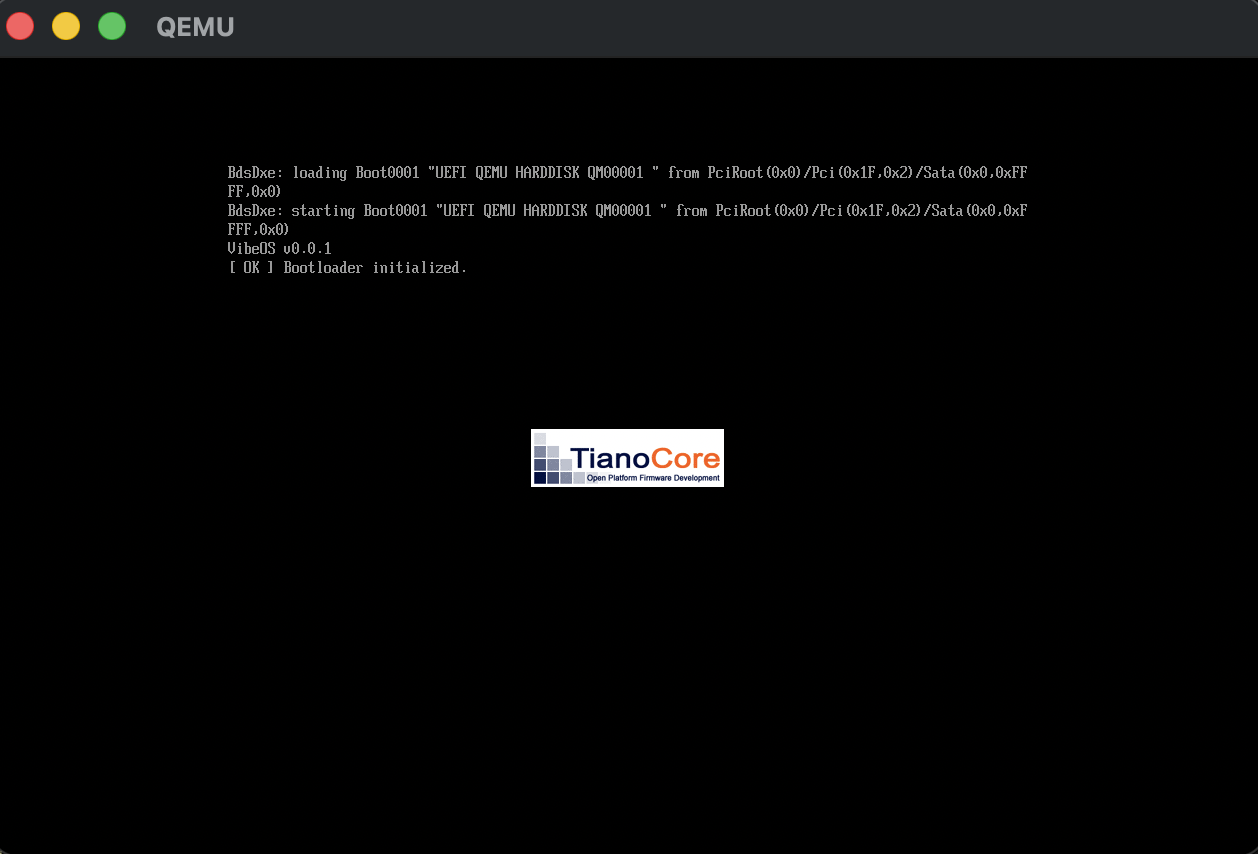 QEMU
BdsDxe: loading Boot0001 "UEFI QEMU HARDDISK QM00001 " from PciRoot(0x0)/Pci(0x1F,0x2)/Sata(0x0,0xFF
FF,0x0)
BdsDxe: starting Boot0001 "UEFI QEMU HARDDISK QM00001 " from PciRoot(0x0)/Pci(0x1F,0x2)/Sata(0x0,0xF
FFF,0x0)
VibeOS v0.0.1
[ OK ] Bootloader initialized.
TianoCore
Open Platform Firmware Development